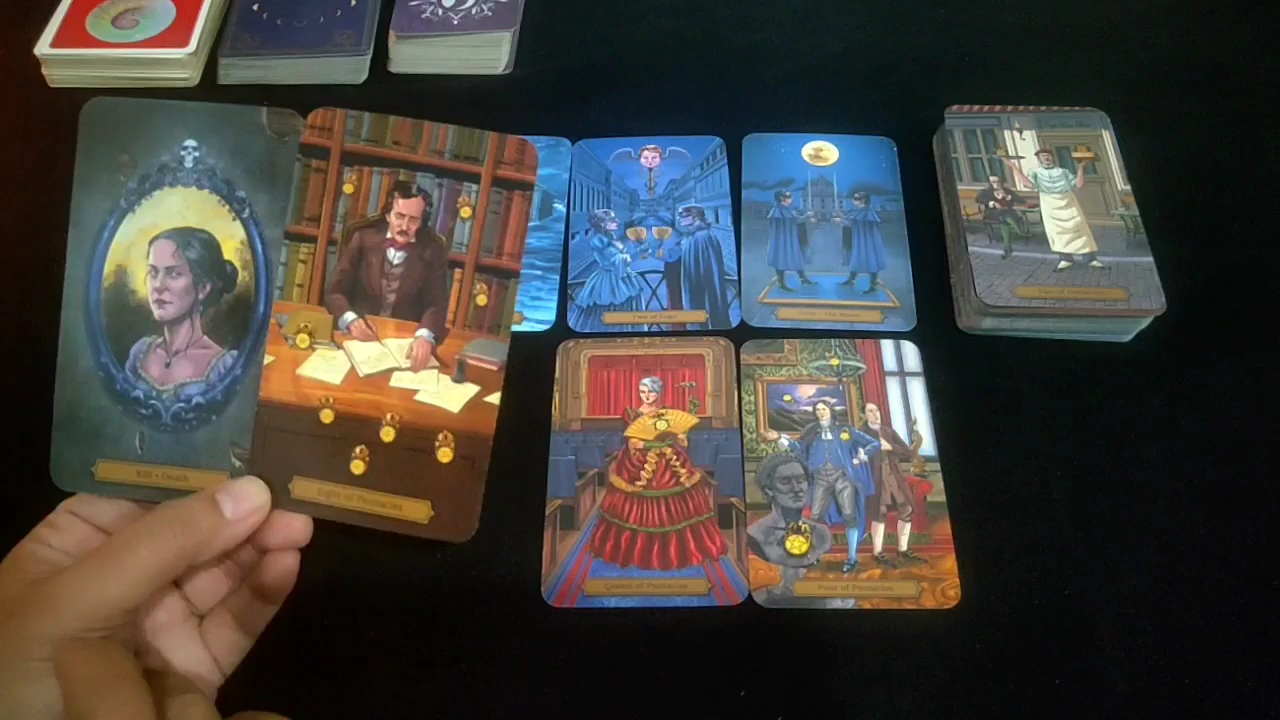 XIII • Death
Eight of Pentacles
Two of Cups
XVIII • The Moon
Queen of Pentacles
Four of Pentacles